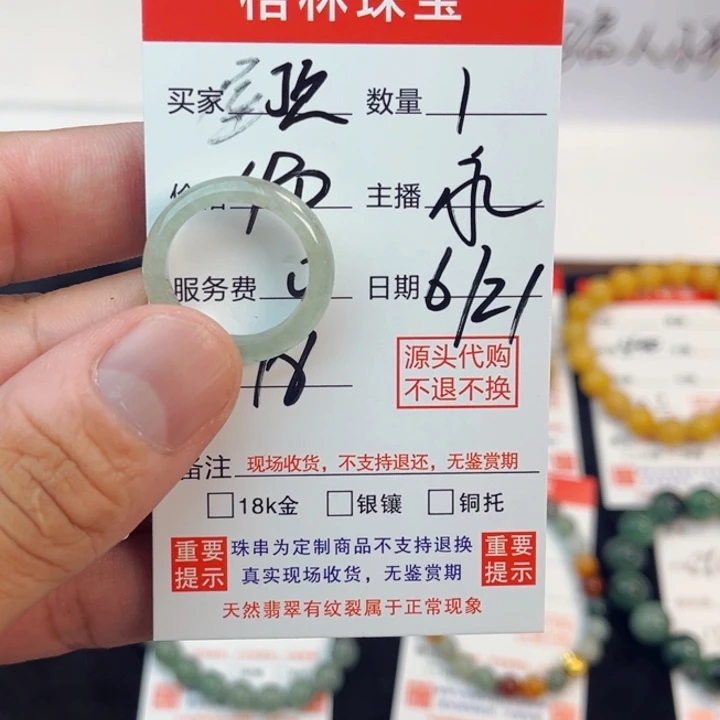 林珠宝
买家 数量 1
主播
服务费 日期 6/21
18
源头代购
不退不换
备注 现场收货，不支持退还，无鉴赏期
18k金 银镶 铜托
重要提示 珠串为定制商品不支持退换 重要提示
真实现场收货，无鉴赏期
天然翡翠有纹裂属于正常现象